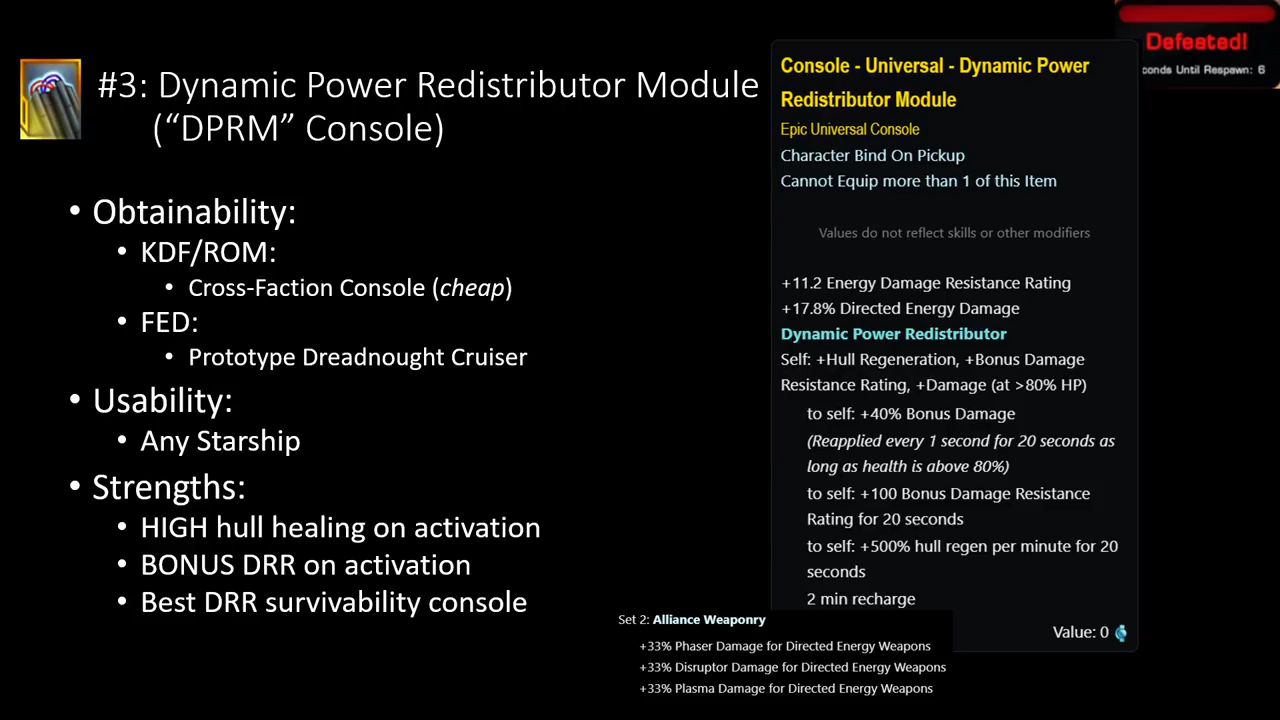 #3: Dynamic Power Redistributor Module
(“DPRM” Console)
• Obtainability:
• KDF/ROM:
• Cross-Faction Console (cheap)
• FED:
• Prototype Dreadnought Cruiser
• Usability:
• Any Starship
• Strengths:
• HIGH hull healing on activation
• BONUS DRR on activation
• Best DRR survivability console
Defeated!
conds Until Respawn: 6
Console - Universal - Dynamic Power
Redistributor Module
Epic Universal Console
Character Bind On Pickup
Cannot Equip more than 1 of this Item
Values do not reflect skills or other modifiers
+11.2 Energy Damage Resistance Rating
+17.8% Directed Energy Damage
Dynamic Power Redistributor
Self: +Hull Regeneration, +Bonus Damage
Resistance Rating, +Damage (at >80% HP)
to self: +40% Bonus Damage
(Reapplied every 1 second for 20 seconds as
long as health is above 80%)
to self: +100 Bonus Damage Resistance
Rating for 20 seconds
to self: +500% hull regen per minute for 20
seconds
2 min recharge
Value: 0
Set 2: Alliance Weaponry
+33% Phaser Damage for Directed Energy Weapons
+33% Disruptor Damage for Directed Energy Weapons
+33% Plasma Damage for Directed Energy Weapons